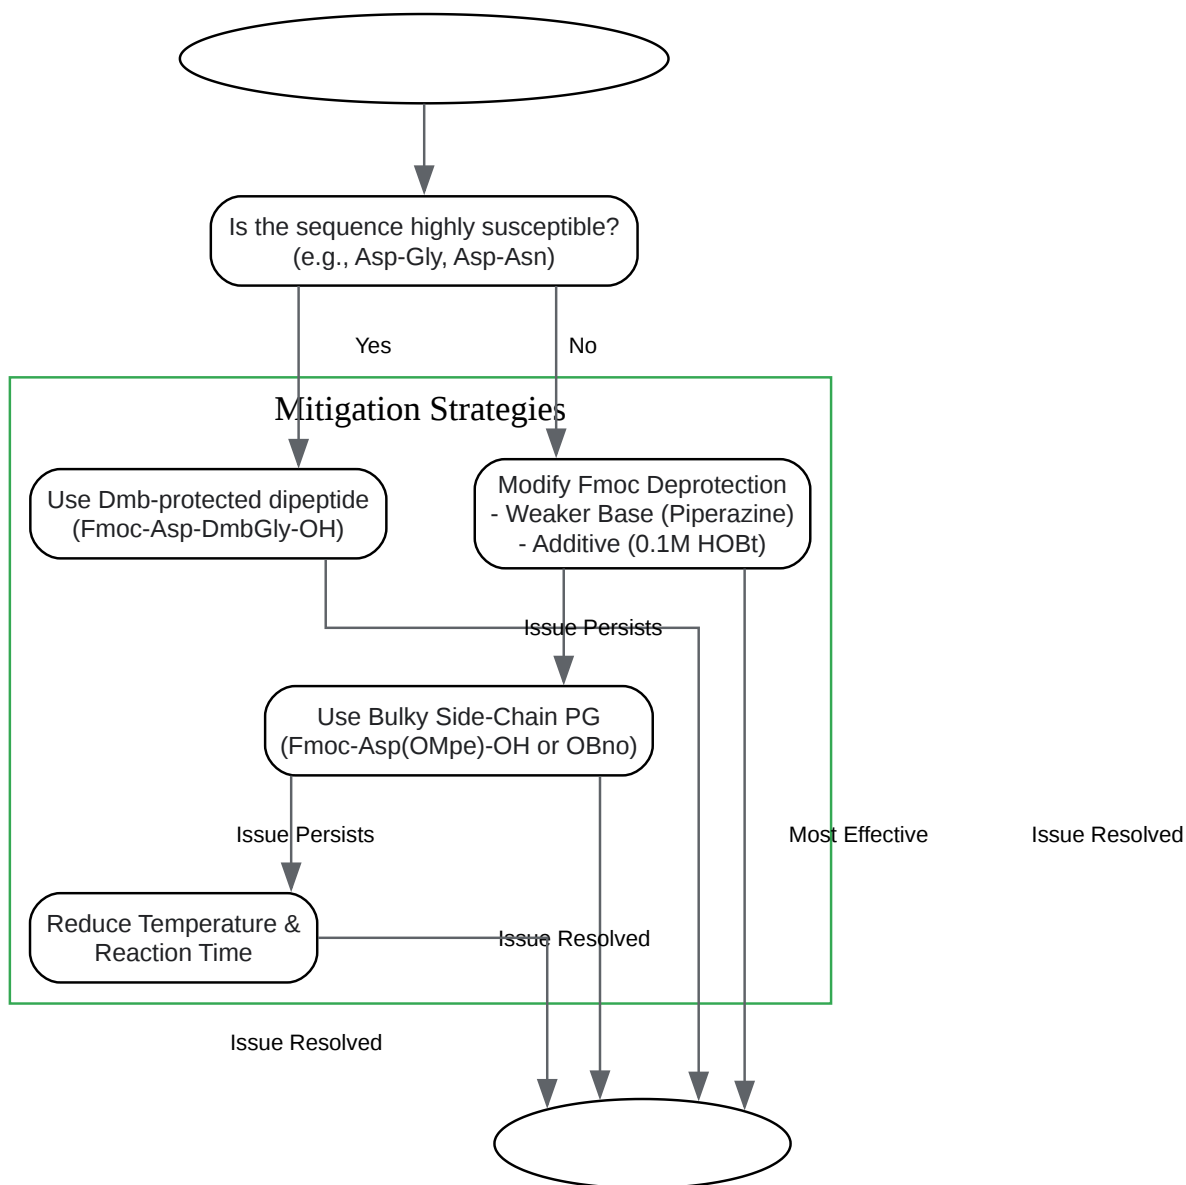 Is the sequence highly susceptible?
(e.g., Asp-Gly, Asp-Asn)
Yes
No
Mitigation Strategies
Use Dmb-protected dipeptide
(Fmoc-Asp-DmbGly-OH)
Modify Fmoc Deprotection
- Weaker Base (Piperazine)
- Additive (0.1M HOBt)
Issue Persists
Use Bulky Side-Chain PG
(Fmoc-Asp(OMpe)-OH or OBno)
Issue Persists
Most Effective
Issue Resolved
Reduce Temperature &
Reaction Time
Issue Resolved
Issue Resolved